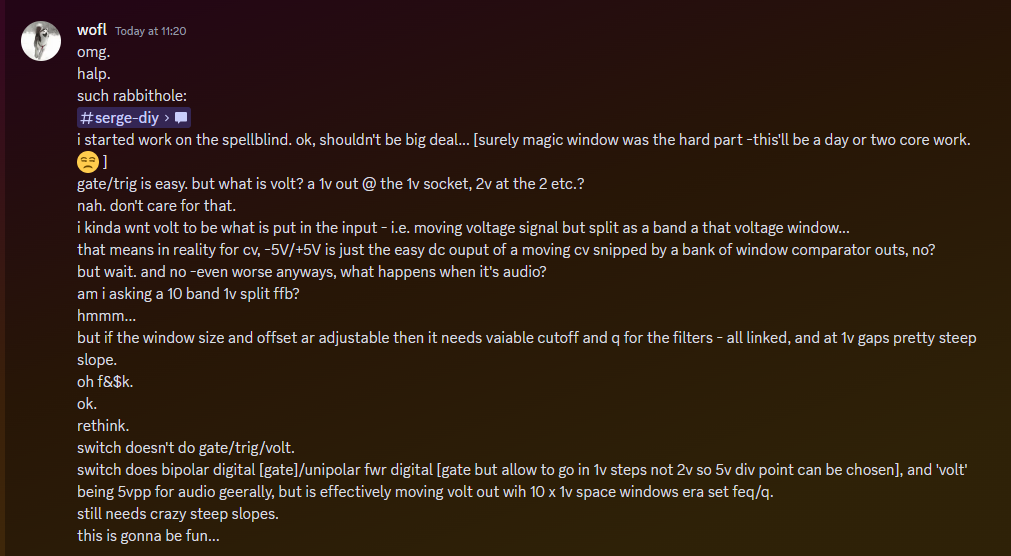 wofl Today at 11:20
omg.
halp.
such rabbithole:
#serge-diy ›
i started work on the spellblind. ok, shouldn't be big deal... [surely magic window was the hard part -this'll be a day or two core work.
]
gate/trig is easy. but what is volt? a 1v out @ the 1v socket, 2v at the 2 etc.?
nah. don't care for that.
i kinda wnt volt to be what is put in the input - i.e. moving voltage signal but split as a band a that voltage window...
that means in reality for cv, -5V/+5V is just the easy dc ouput of a moving cv snipped by a bank of window comparator outs, no?
but wait. and no -even worse anyways, what happens when it's audio?
am i asking a 10 band 1v split ffb?
hmmm...
but if the window size and offset ar adjustable then it needs vaiable cutoff and q for the filters - all linked, and at 1v gaps pretty steep
slope.
oh f&$k.
ok.
rethink.
switch doesn't do gate/trig/volt.
switch does bipolar digital [gate]/unipolar fwr digital [gate but allow to go in 1v steps not 2v so 5v div point can be chosen], and 'volt'
being 5vpp for audio geerally, but is effectively moving volt out wih 10 x 1v space windows era set feq/q.
still needs crazy steep slopes.
this is gonna be fun...